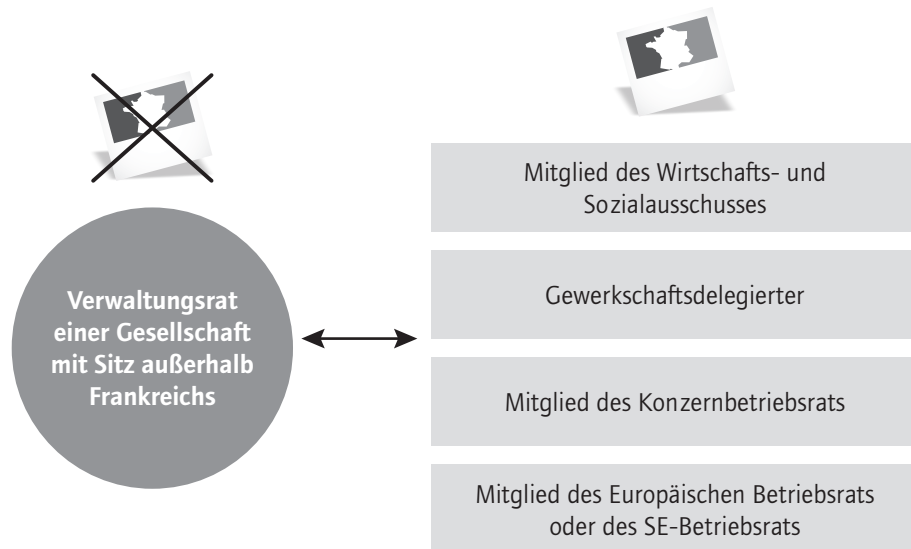 Verwaltungsrat
einer Gesellschaft
mit Sitz außerhalb
Frankreichs
Mitglied des Wirtschafts- und
Sozialausschusses
Gewerkschaftsdelegierter
Mitglied des Konzernbetriebsrats
Mitglied des Europäischen Betriebsrats
oder des SE-Betriebsrats